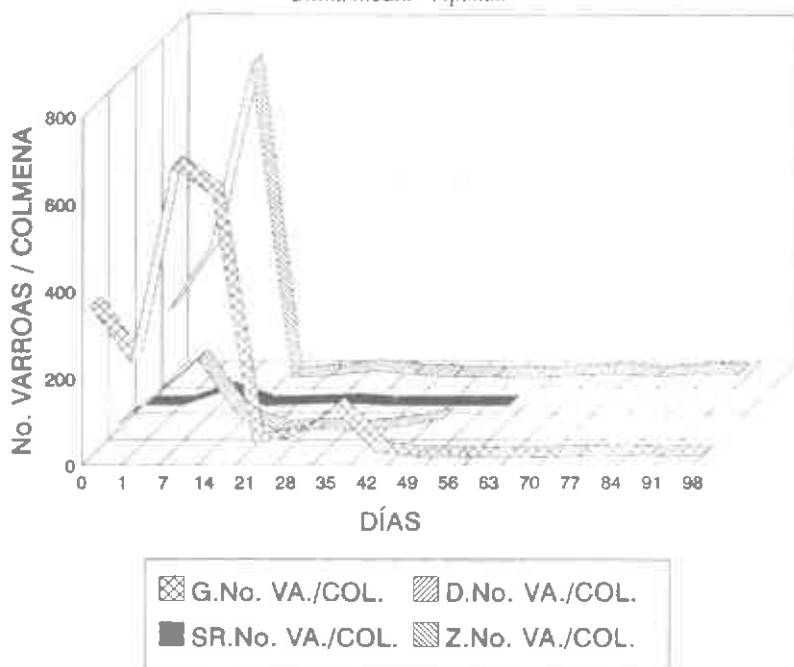 800
600
400
200
0
No. VARROAS / COLMENA
0 1 7 14 21 28 35 42 49 56 63 70 77 84 91 98
DÍAS
G.No. VA./COL. D.No. VA./COL.
SR.No. VA./COL. Z.No. VA./COL.